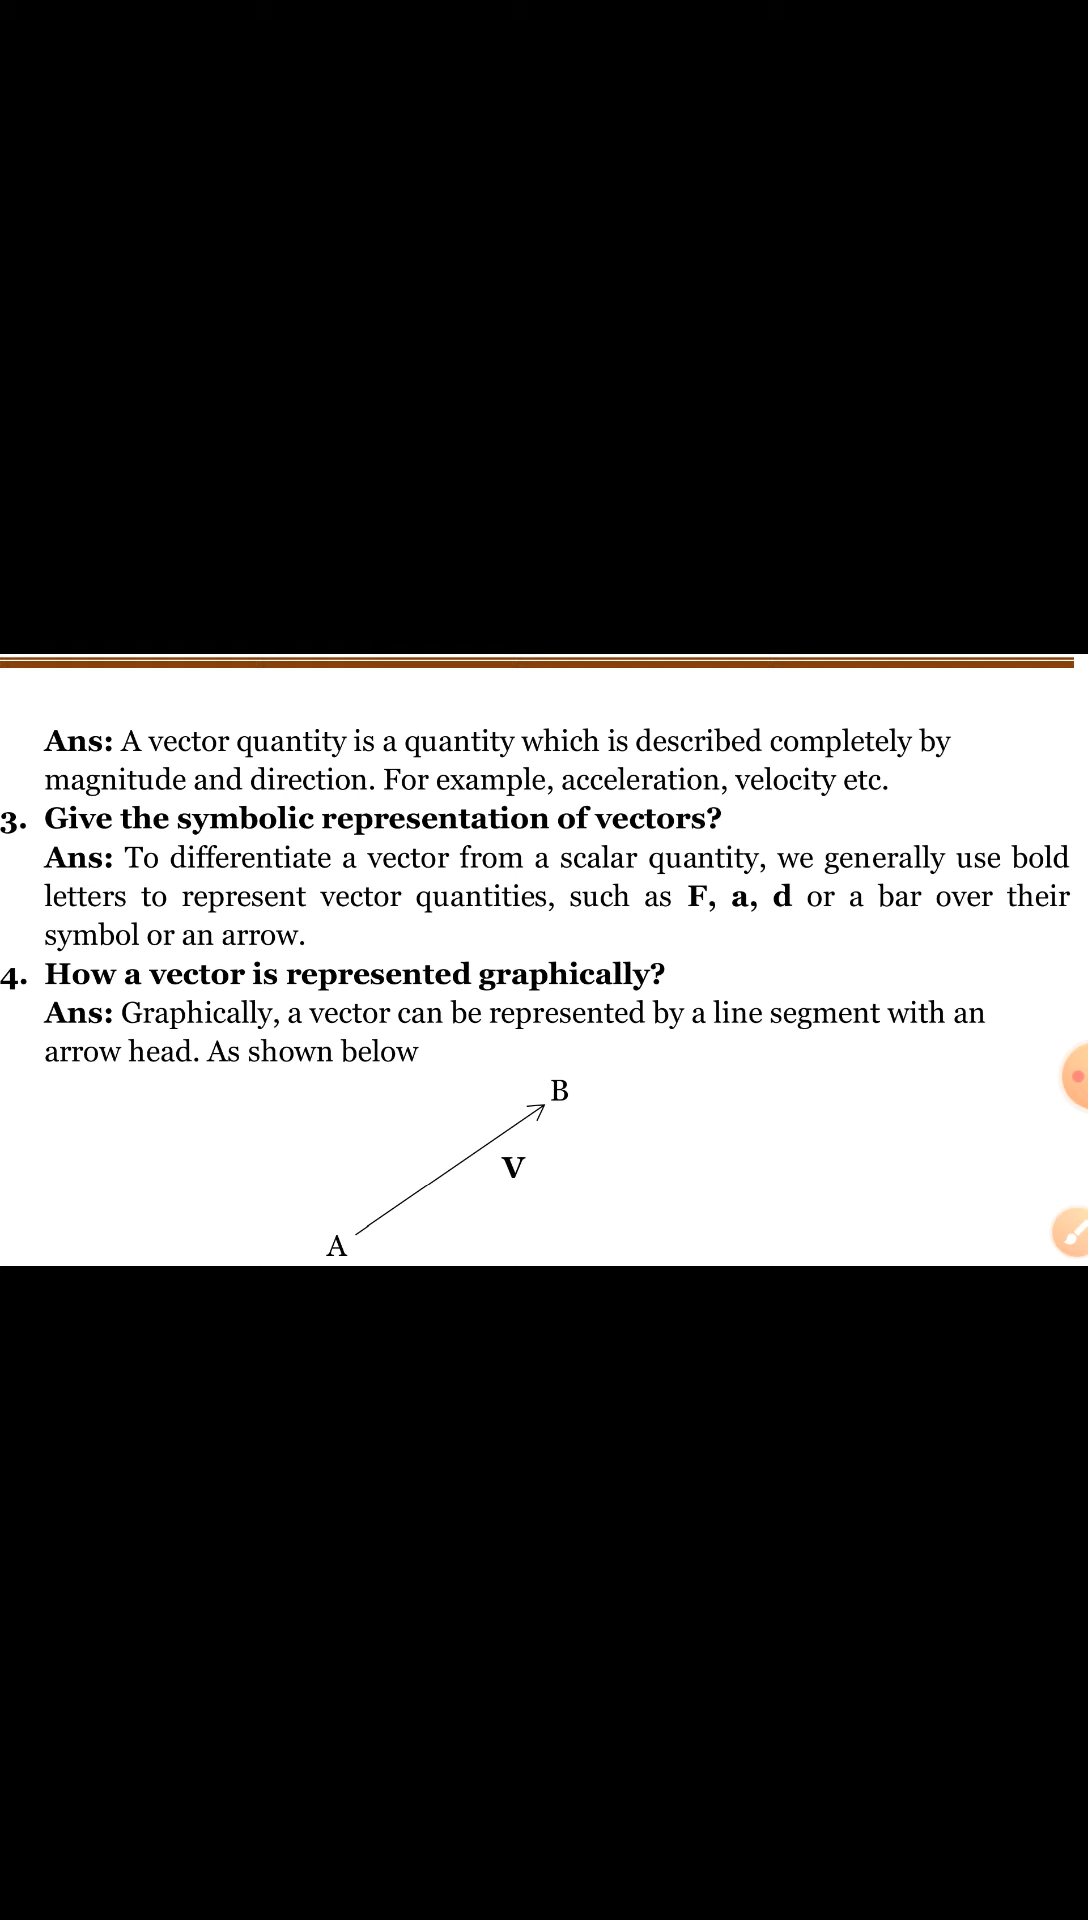 Ans: A vector quantity is a quantity which is described completely by
magnitude and direction. For example, acceleration, velocity etc.
3. Give the symbolic representation of vectors?
Ans: To differentiate a vector from a scalar quantity, we generally use bold
letters to represent vector quantities, such as F, a, d or a bar over their
symbol or an arrow.
4. How a vector is represented graphically?
Ans: Graphically, a vector can be represented by a line segment with an
arrow head. As shown below
B
V
A